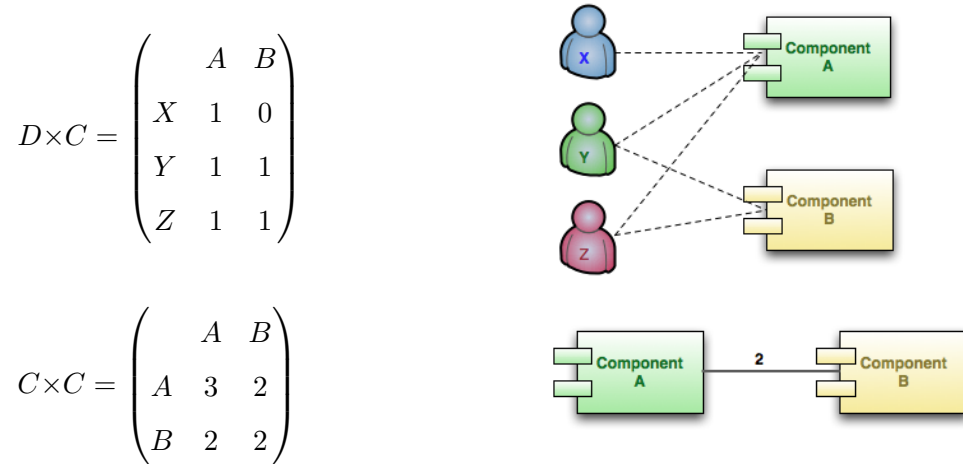 D×C =
A B
X 1 0
Y 1 1
Z 1 1
X
Y
Z
Component
A
Component
B
C×C =
A B
A 3 2
B 2 2
Component
A
2
Component
B